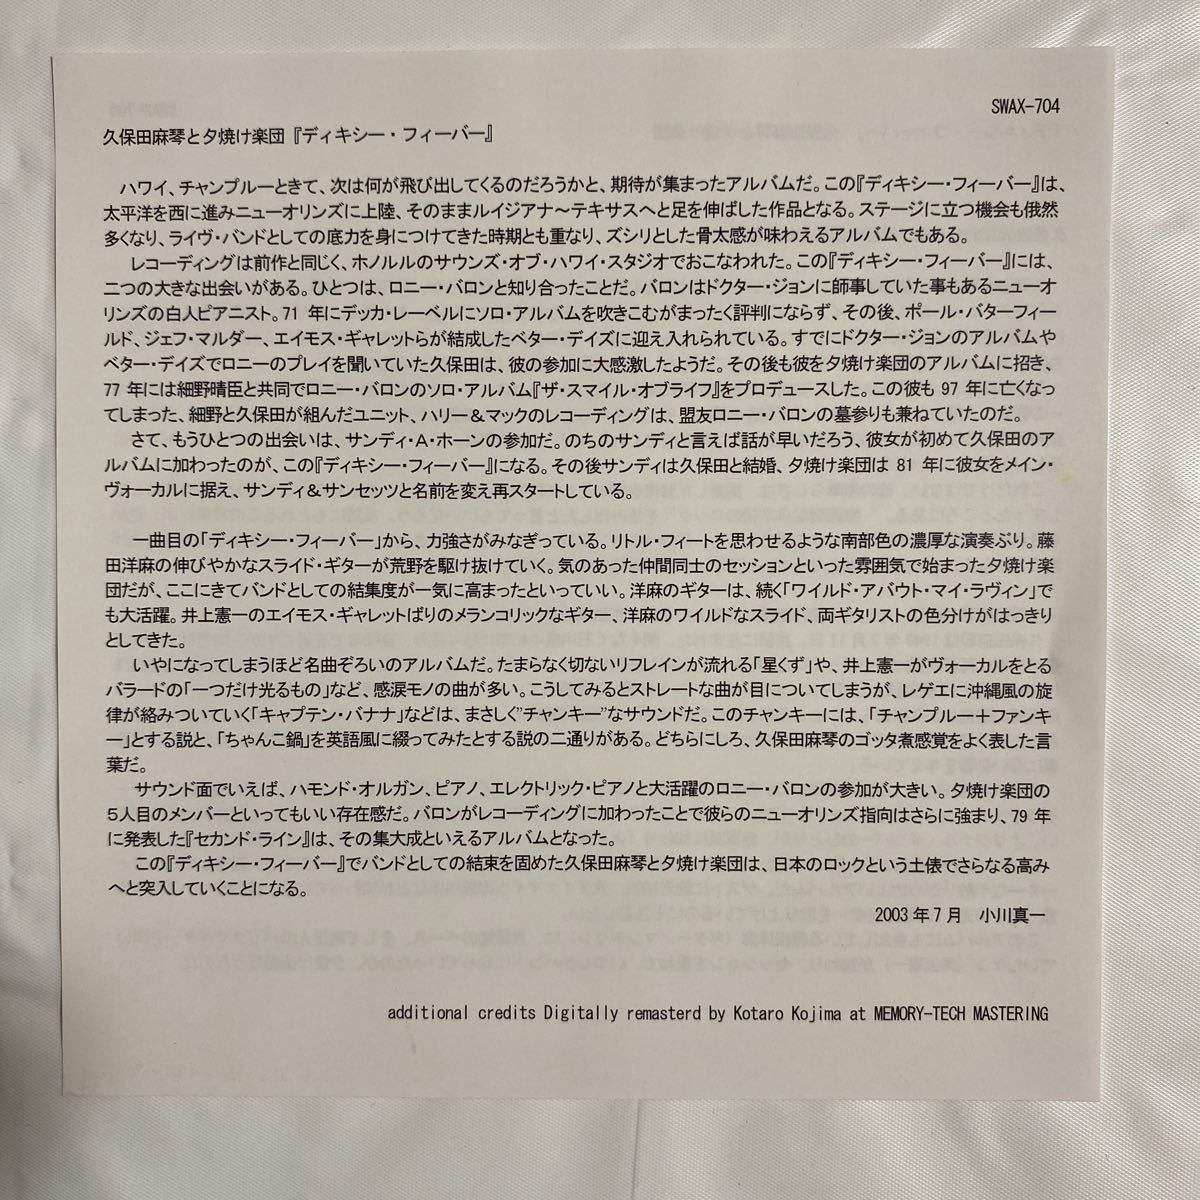 SWAX-704
久保田麻琴と夕焼け楽団『ディキシー・フィーバー』
ハワイ、チャンプルーときて、次は何が飛び出してくるのだろうかと、期待が集まったアルバムだ。この『ディキシー・フィーバー』は、
太平洋を西に進みニューオリンズに上陸、そのままルイジアナ～テキサスへと足を伸ばした作品となる。ステージに立つ機会も俄然
多くなり、ライヴ・バンドとしての底力を身につけてきた時期とも重なり、ズシリとした骨太感が味わえるアルバムでもある。
レコーディングは前作と同じく、ホノルルのサウンズ・オブ・ハワイ・スタジオでおこなわれた。この『ディキシー・フィーバー』には、
二つの大きな出会いがある。ひとつは、ロニー・バロンと知り合ったことだ。バロンはドクター・ジョンに師事していた事もあるニューオ
リンズの白人ピアニスト。71 年にデッカ・レーベルにソロ・アルバムを吹きこむがまったく評判にならず、その後、ポール・バターフィー
ルド、ジェフ・マルダー、エイモス・ギャレットらが結成したベター・デイズに迎え入れられている。すでにドクター・ジョンのアルバムや
ベター・デイズでロニーのプレイを聞いていた久保田は、彼の参加に大感激したようだ。その後も彼を夕焼け楽団のアルバムに招き、
77 年には細野晴臣と共同でロニー・バロンのソロ・アルバム『ザ・スマイル・オブライフ』をプロデュースした。この彼も 97 年に亡くなっ
てしまった、細野と久保田が組んだユニット、ハリー＆マックのレコーディングは、盟友ロニー・バロンの墓参りも兼ねていたのだ。
さて、もうひとつの出会いは、サンディ・A・ホーンの参加だ。のちのサンディと言えば話が早いだろう、彼女が初めて久保田のア
ルバムに加わったのが、この『ディキシー・フィーバー』になる。その後サンディは久保田と結婚、夕焼け楽団は 81 年に彼女をメイン・
ヴォーカルに据え、サンディ＆サンセッツと名前を変え再スタートしている。
一曲目の「ディキシー・フィーバー」から、力強さがみなぎっている。リトル・フィートを思わせるような南部色の濃厚な演奏ぶり。藤
田洋麻の伸びやかなスライド・ギターが荒野を駆け抜けていく。気のあった仲間同士のセッションといった雰囲気で始まった夕焼け楽
団だが、ここにきてバンドとしての結集度が一気に高まったといっていい。洋麻のギターは、続く「ワイルド・アバウト・マイ・ラヴィン」で
も大活躍。井上憲一のエイモス・ギャレットばりのメランコリックなギター、洋麻のワイルドなスライド、両ギタリストの色分けがはっきり
としてきた。
いやになってしまうほど名曲ぞろいのアルバムだ。たまらなく切ないリフレインが流れる「星くず」や、井上憲一がヴォーカルをとる
バラードの「一つだけ光るもの」など、感涙モノの曲が多い。こうしてみるとストレートな曲が目についてしまうが、レゲエに沖縄風の旋
律が絡みついていく「キャプテン・バナナ」などは、まさしく”チャンキー”なサウンドだ。このチャンキーには、「チャンプルー＋ファンキ
ー」とする説と、「ちゃんこ鍋」を英語風に綴ってみたとする説の二通りがある。どちらにしろ、久保田麻琴のゴッタ煮感覚をよく表した言
葉だ。
サウンド面でいえば、ハモンド・オルガン、ピアノ、エレクトリック・ピアノと大活躍のロニー・バロンの参加が大きい。夕焼け楽団の
5人目のメンバーといってもいい存在感だ。バロンがレコーディングに加わったことで彼らのニューオリンズ指向はさらに強まり、79 年
に発表した『セカンド・ライン』は、その集大成といえるアルバムとなった。
この『ディキシー・フィーバー』でバンドとしての結束を固めた久保田麻琴と夕焼け楽団は、日本のロックという土俵でさらなる高み
へと突入していくことになる。
2003 年 7 月　小川真一
additional credits Digitally remasterd by Kotaro Kojima at MEMORY-TECH MASTERING